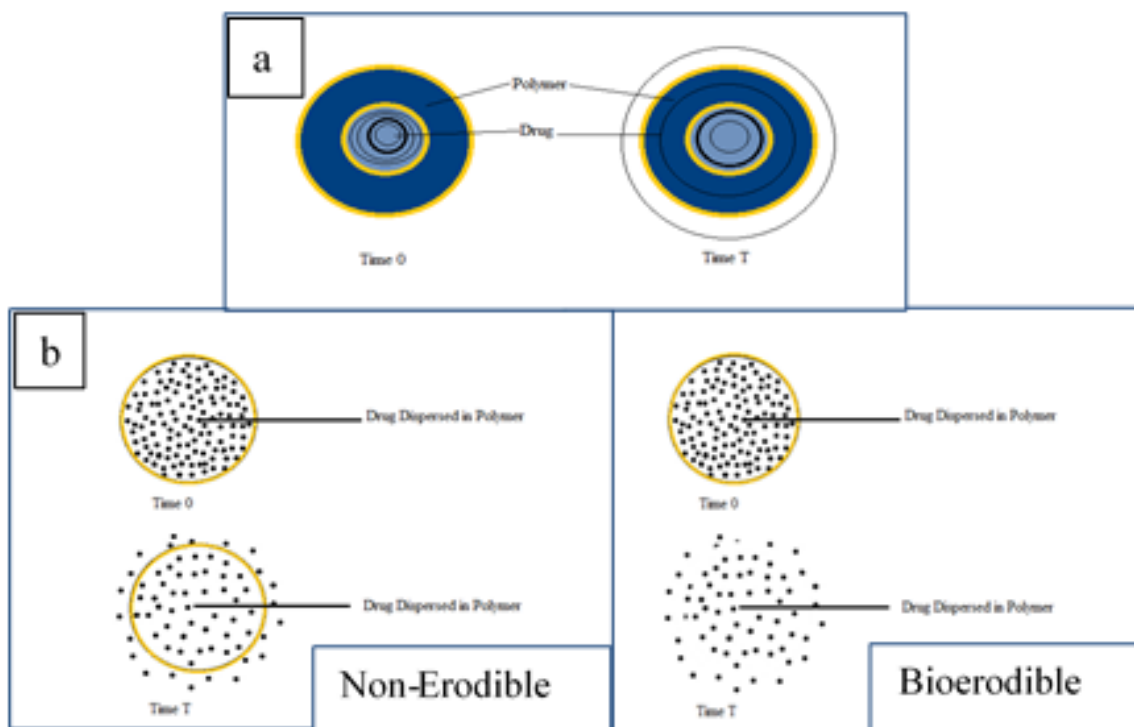 a
Polymer
Drug
Time 0
Time T
b
Drug Dispersed in Polymer
Time 0
Drug Dispersed in Polymer
Time T
Non-Erodible
Drug Dispersed in Polymer
Time 0
Drug Dispersed in Polymer
Time T
Bioerodible